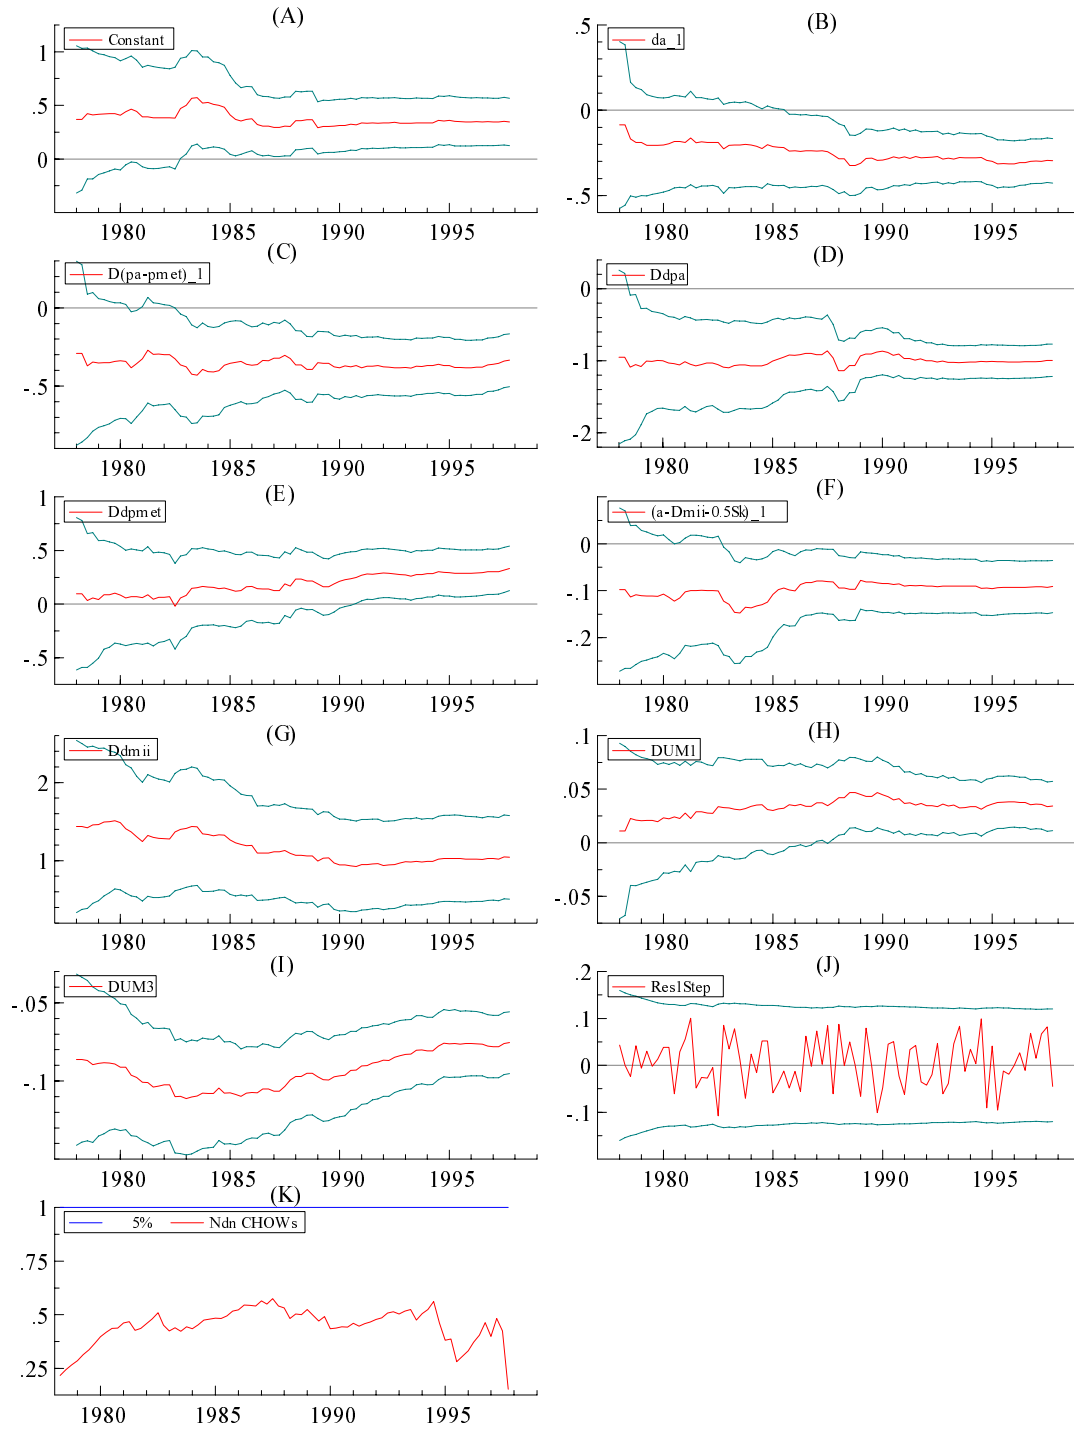 (A)
Constant
1
.5
0
1980 1985 1990 1995
(B)
da_1
.5
0
-.5
1980 1985 1990 1995
(C)
D(pa-pmet)_1
0
-.5
1980 1985 1990 1995
(D)
Ddpa
0
-1
-2
1980 1985 1990 1995
(E)
Ddpmet
1
.5
0
-.5
1980 1985 1990 1995
(F)
(a-Dmii-0.5Sk)_1
0
-.1
-.2
1980 1985 1990 1995
(G)
Ddmii
2
1
1980 1985 1990 1995
(H)
DUM1
.1
.05
0
-.05
1980 1985 1990 1995
(I)
DUM3
-.05
-.1
1980 1985 1990 1995
(J)
Res1Step
.2
.1
0
-.1
1980 1985 1990 1995
(K)
5% Ndn CHOWs
1
.75
.5
.25
1980 1985 1990 1995